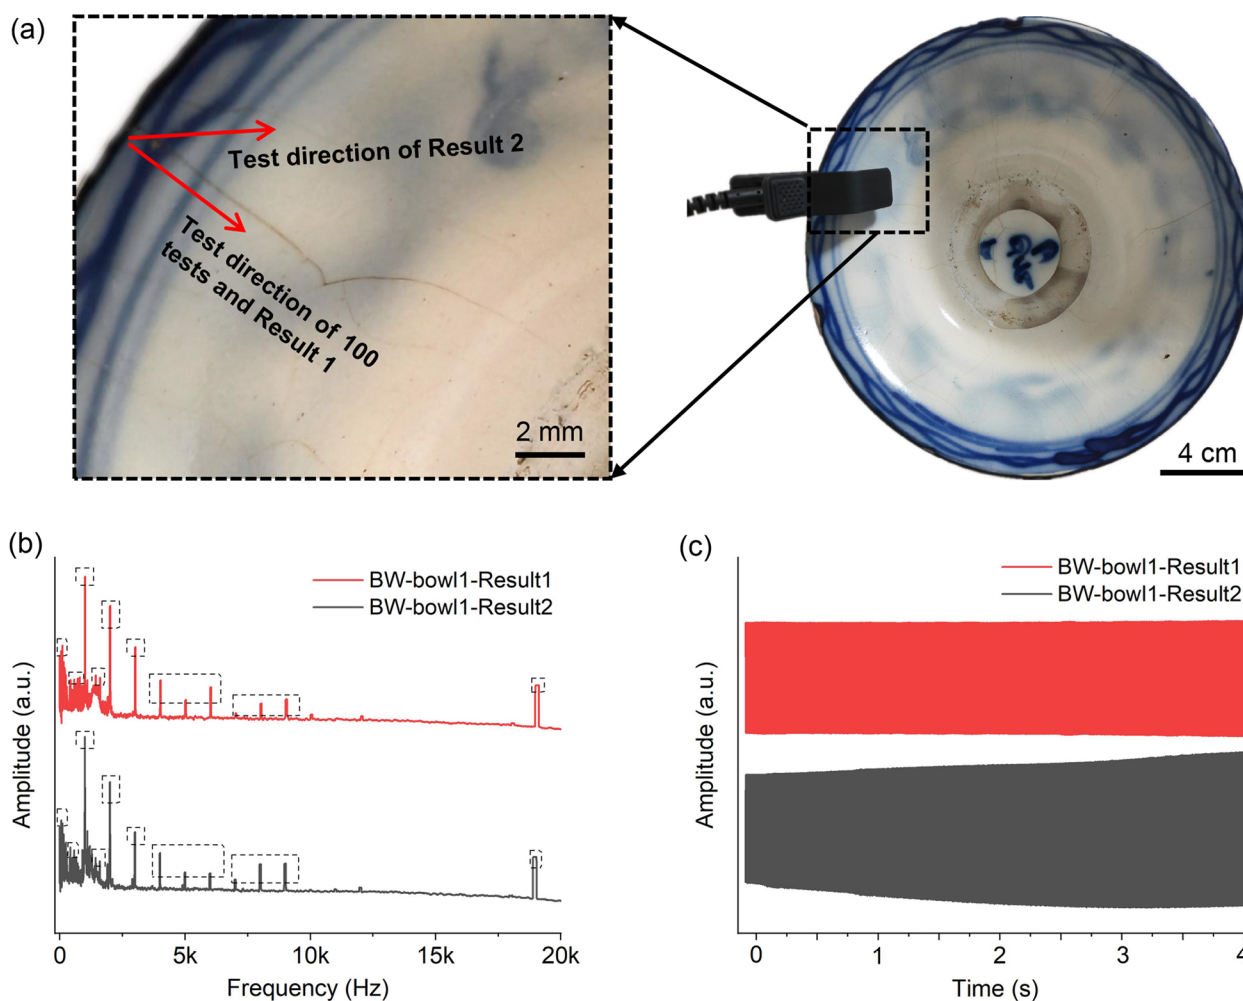 (a)
Test direction of Result 2
Test direction of 100
tests and Result 1
2 mm
4 cm
(b)
BW-bowl1-Result1
BW-bowl1-Result2
Amplitude (a.u.)
0
5k
10k
15k
20k
Frequency (Hz)
(c)
BW-bowl1-Result1
BW-bowl1-Result2
Amplitude (a.u.)
0
1
2
3
4
Time (s)